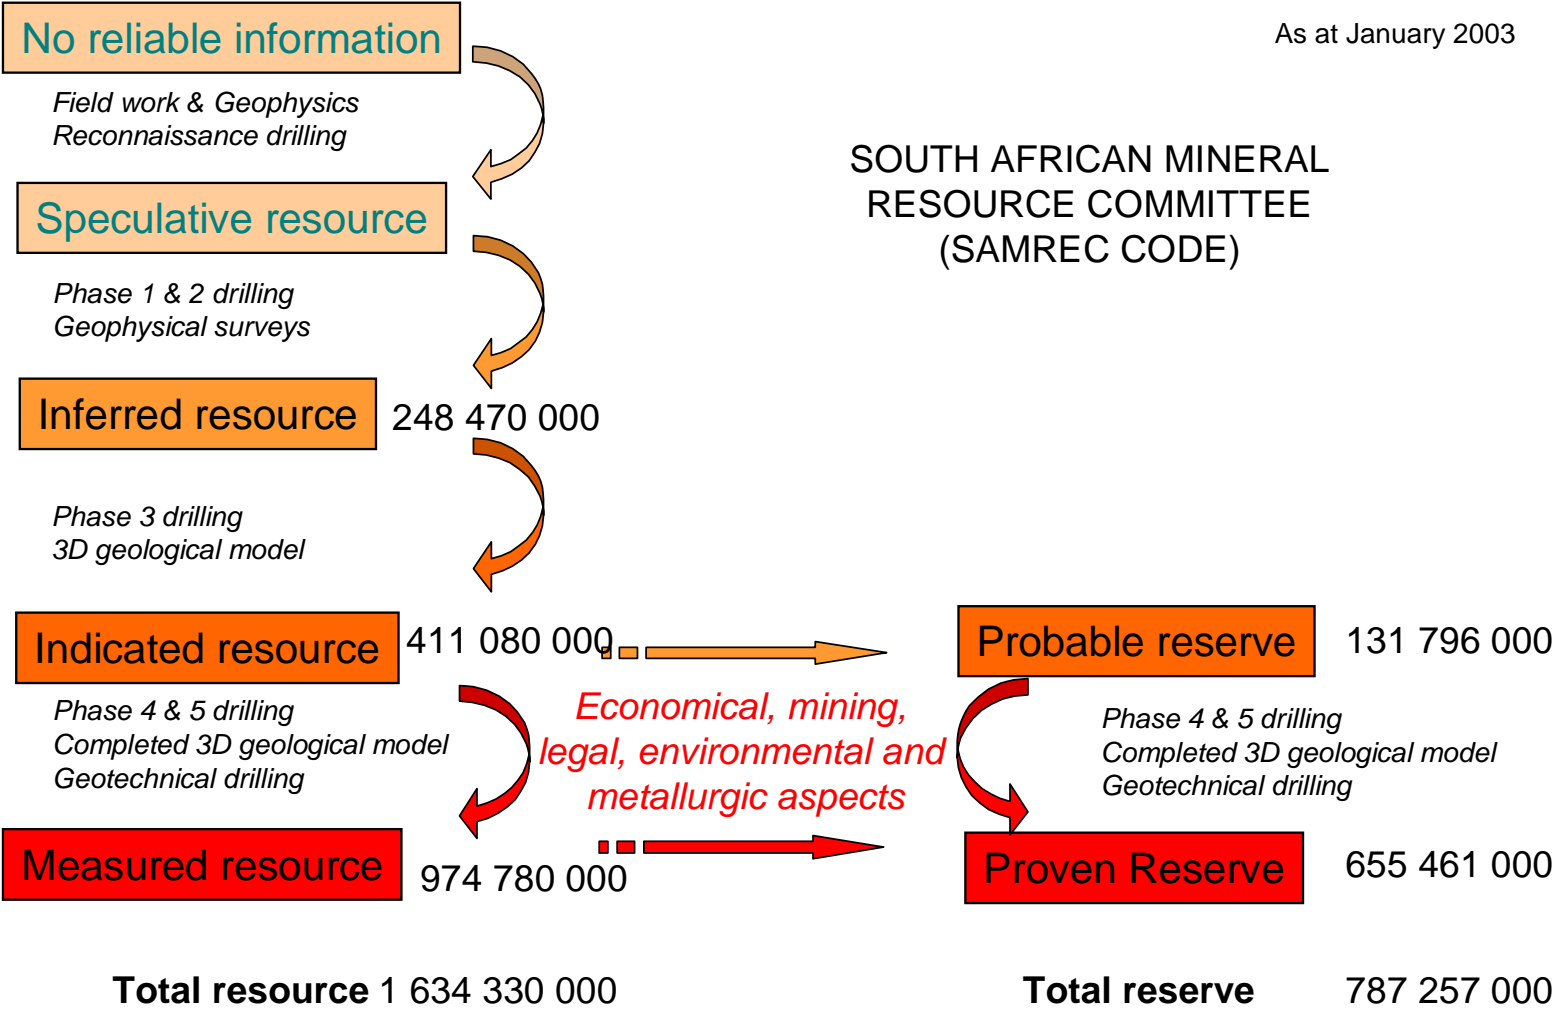 No reliable information
As at January 2003
Field work & Geophysics
Reconnaissance drilling
SOUTH AFRICAN MINERAL
RESOURCE COMMITTEE
(SAMREC CODE)
Speculative resource
Phase 1 & 2 drilling
Geophysical surveys
Inferred resource 248 470 000
Phase 3 drilling
3D geological model
Indicated resource 411 080 000
Probable reserve 131 796 000
Phase 4 & 5 drilling
Completed 3D geological model
Geotechnical drilling
Economical, mining,
legal, environmental and
metallurgic aspects
Phase 4 & 5 drilling
Completed 3D geological model
Geotechnical drilling
Measured resource 974 780 000
Proven Reserve 655 461 000
Total resource 1 634 330 000
Total reserve 787 257 000